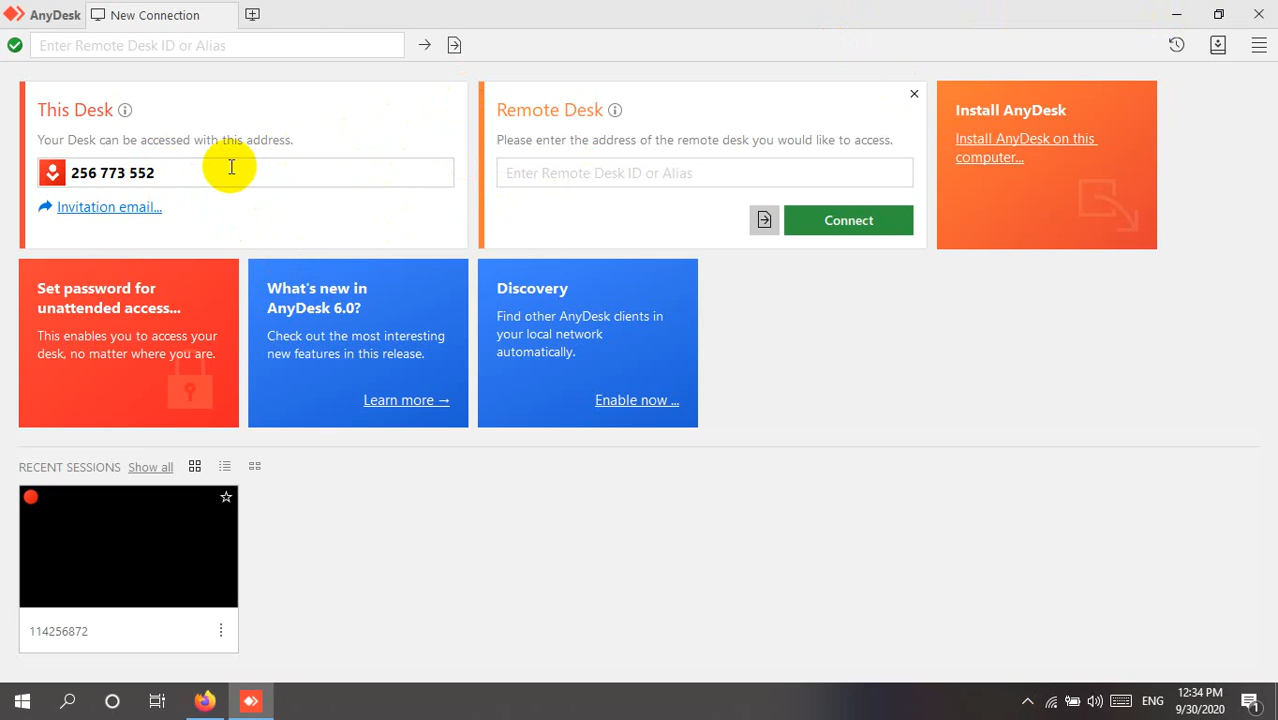 AnyDesk
New Connection
Enter Remote Desk ID or Alias
This Desk
Your Desk can be accessed with this address.
256 773 552
Invitation email...
Remote Desk
Please enter the address of the remote desk you would like to access.
Enter Remote Desk ID or Alias
Connect
Install AnyDesk
Install AnyDesk on this
computer...
Set password for
unattended access...
This enables you to access your
desk, no matter where you are.
What's new in
AnyDesk 6.0?
Check out the most interesting
new features in this release.
Learn more →
Discovery
Find other AnyDesk clients in
your local network
automatically.
Enable now ...
RECENT SESSIONS Show all
114256872
ENG
12:34 PM
9/30/2020
1